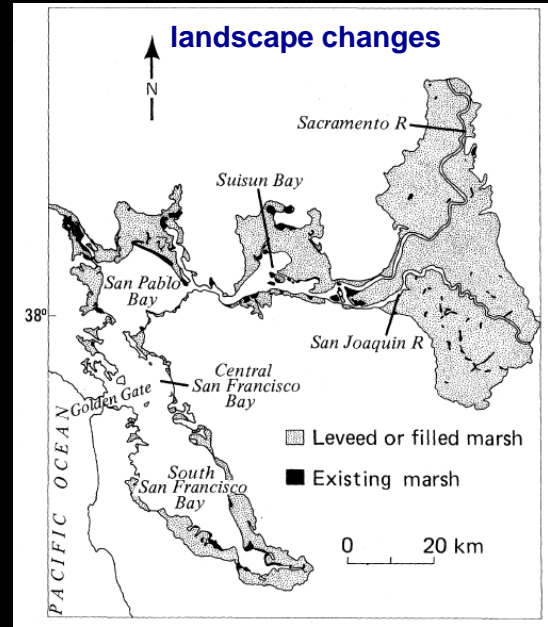 landscape changes
N
Sacramento R
Suisun Bay
San Pablo
Bay
38º
San Joaquin R
Central
San Francisco
Bay
Golden Gate
PACIFIC OCEAN
Leveed or filled marsh
South
San Francisco
Bay
Existing marsh
0 20 km